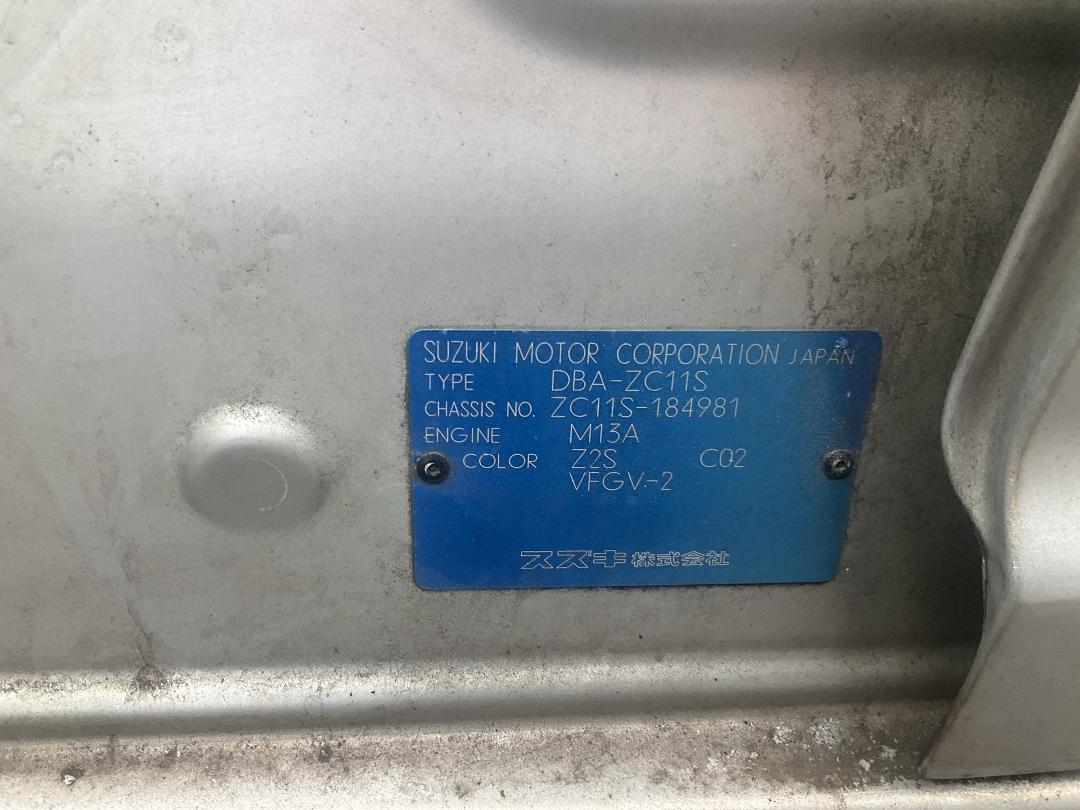 SUZUKI MOTOR CORPORATION JAPAN
TYPE DBA-ZC11S
CHASSIS NO. ZC11S-184981
ENGINE M13A
COLOR Z2S C02
VFGV-2
スズキ株式会社